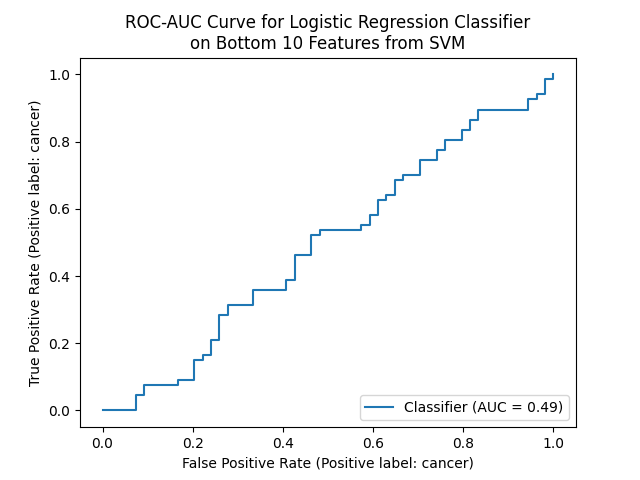 ROC-AUC Curve for Logistic Regression Classifier
on Bottom 10 Features from SVM
True Positive Rate (Positive label: cancer)
1.0
0.8
0.6
0.4
0.2
0.0
Classifier (AUC = 0.49)
0.0 0.2 0.4 0.6 0.8 1.0
False Positive Rate (Positive label: cancer)